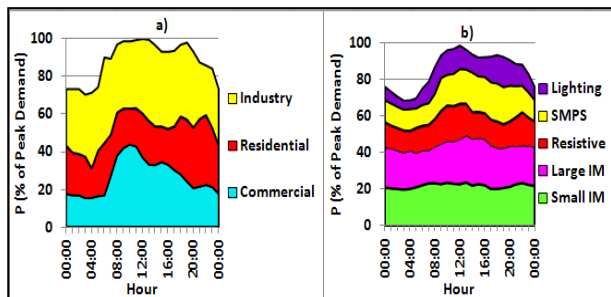 a)
P (% of Peak Demand)
100
80
60
40
20
0
00:00
04:00
08:00
12:00
16:00
20:00
00:00
Hour
Industry
Residential
Commercial
b)
P (% of Peak Demand)
100
80
60
40
20
0
00:00
04:00
08:00
12:00
16:00
20:00
00:00
Hour
Lighting
SMPS
Resistive
Large IM
Small IM